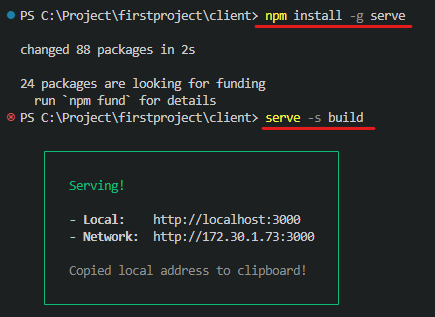 PS C:\Project\firstproject\client> npm install -g serve
changed 88 packages in 2s
24 packages are looking for funding
run `npm fund` for details
PS C:\Project\firstproject\client> serve -s build
Serving!
- Local: http://localhost:3000
- Network: http://172.30.1.73:3000
Copied local address to clipboard!